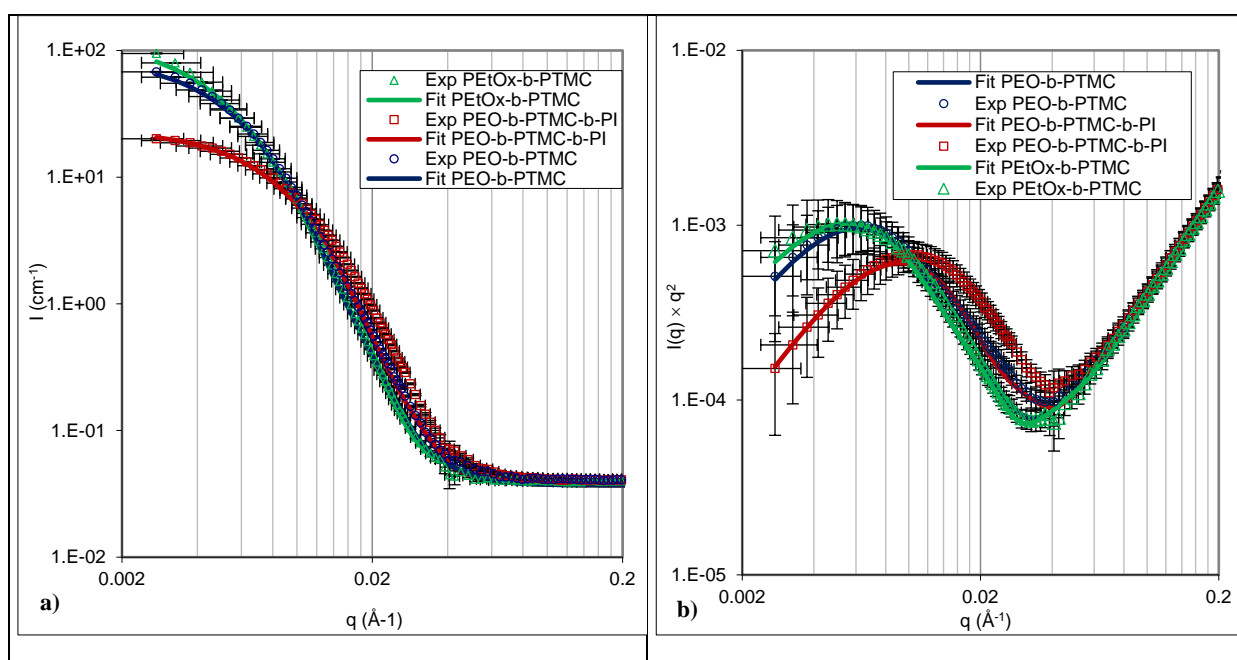 1.E+02
1.E+01
1.E+00
1.E-01
1.E-02
I (cm-1)
Exp PEtOx-b-PTMC
Fit PEtOx-b-PTMC
Exp PEO-b-PTMC-b-PI
Fit PEO-b-PTMC-b-PI
Exp PEO-b-PTMC
Fit PEO-b-PTMC
0.002
0.02
0.2
q (Å-1)
a)
1.E-02
1.E-03
1.E-04
1.E-05
I(q) × q2
Fit PEO-b-PTMC
Exp PEO-b-PTMC
Fit PEO-b-PTMC-b-PI
Exp PEO-b-PTMC-b-PI
Fit PEtOx-b-PTMC
Exp PEtOx-b-PTMC
0.002
0.02
0.2
q (Å-1)
b)